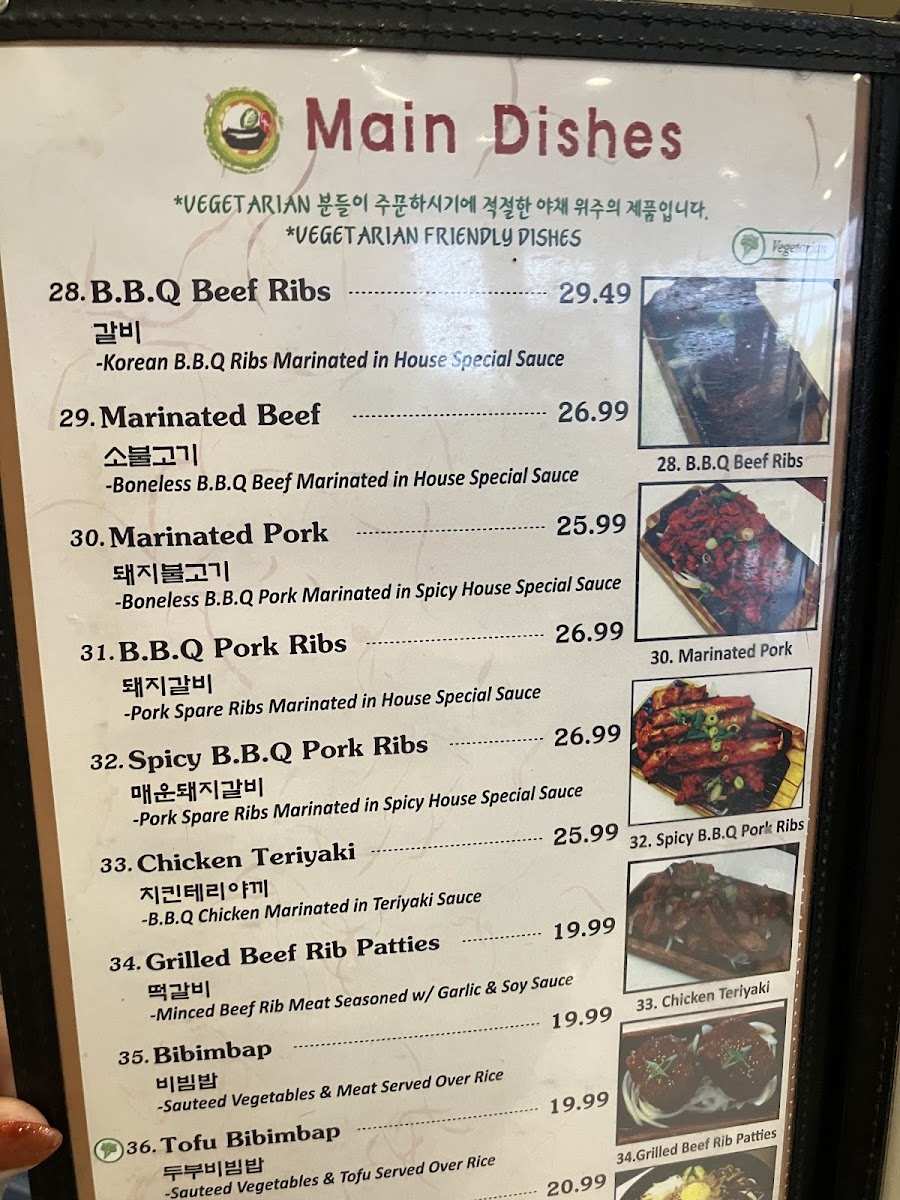 Main Dishes
*VEGETARIAN 분들이 주문하시기에 적절한 야채 위주의 제품입니다.
*VEGETARIAN FRIENDLY DISHES
Vegetarian
28. B.B.Q Beef Ribs 29.49
갈비
-Korean B.B.Q Ribs Marinated in House Special Sauce
29. Marinated Beef 26.99
소불고기
-Boneless B.B.Q Beef Marinated in House Special Sauce
28. B.B.Q Beef Ribs
30. Marinated Pork 25.99
돼지불고기
-Boneless B.B.Q Pork Marinated in Spicy House Special Sauce
31. B.B.Q Pork Ribs 26.99
돼지갈비
-Pork Spare Ribs Marinated in House Special Sauce
30. Marinated Pork
32. Spicy B.B.Q Pork Ribs 26.99
매운돼지갈비
-Pork Spare Ribs Marinated in Spicy House Special Sauce
32. Spicy B.B.Q Pork Ribs
33. Chicken Teriyaki 25.99
치킨테리야끼
-B.B.Q Chicken Marinated in Teriyaki Sauce
34. Grilled Beef Rib Patties 19.99
떡갈비
-Minced Beef Rib Meat Seasoned w/ Garlic & Soy Sauce
33. Chicken Teriyaki
35. Bibimbap 19.99
비빔밥
-Sauteed Vegetables & Meat Served Over Rice
36. Tofu Bibimbap 19.99
두부비빔밥
-Sauteed Vegetables & Tofu Served Over Rice
34.Grilled Beef Rib Patties
20.99